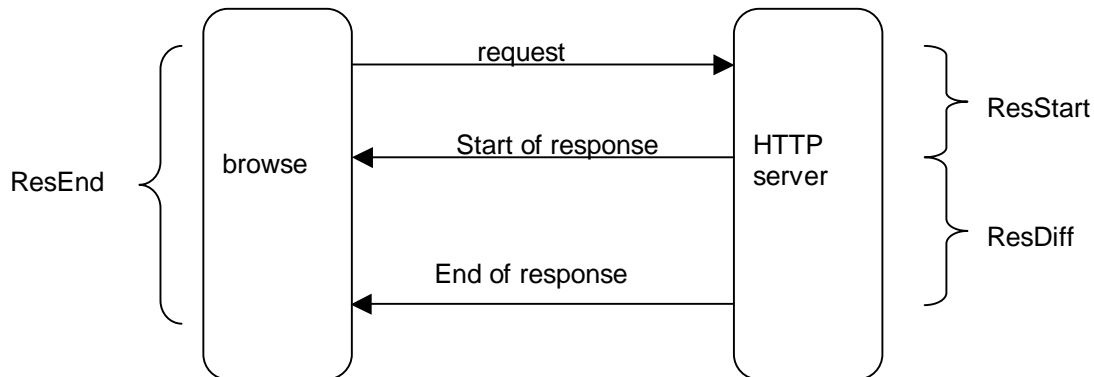 request
ResStart
Start of response
HTTP
server
browse
ResEnd
ResDiff
End of response